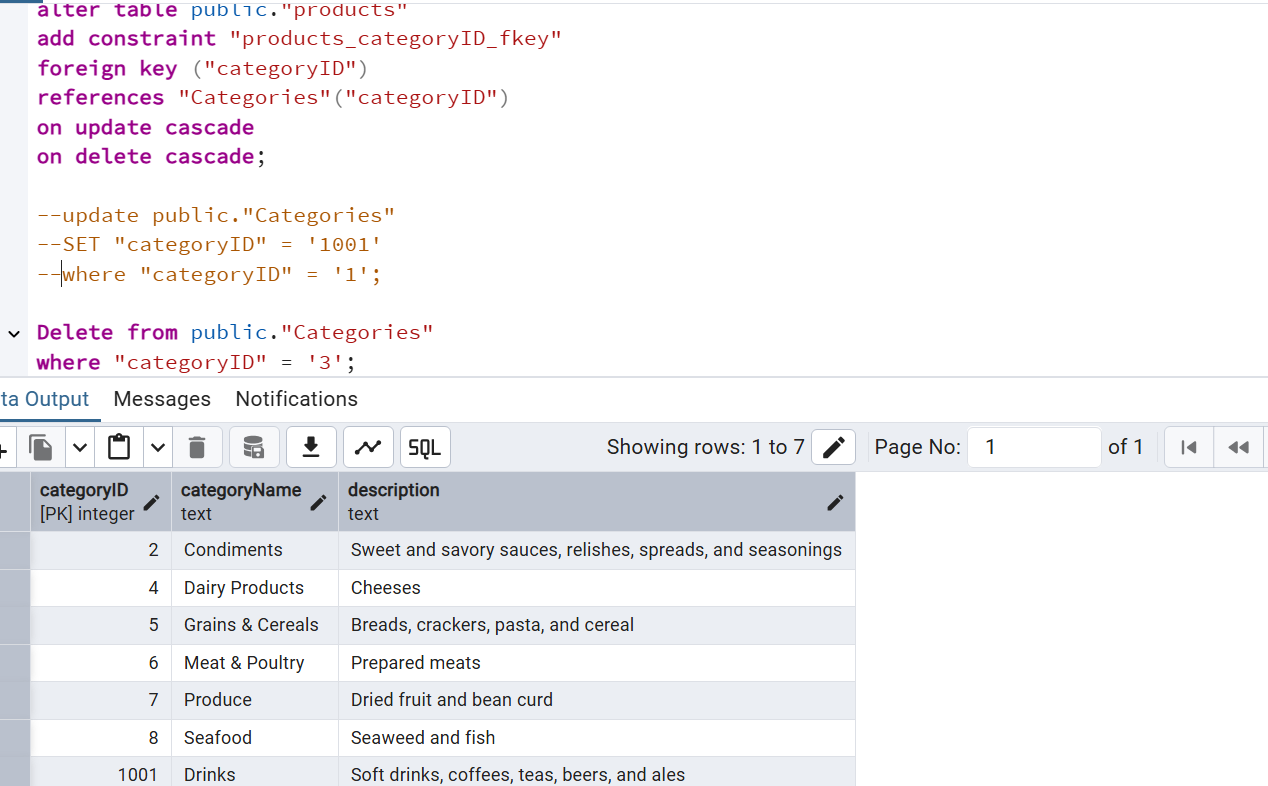 alter table public."products"
add constraint "products_categoryID_fkey"
foreign key ("categoryID")
references "Categories"("categoryID")
on update cascade
on delete cascade;
--update public."Categories"
--SET "categoryID" = '1001'
--where "categoryID" = '1';
Delete from public."Categories"
where "categoryID" = '3';
ta Output Messages Notifications
SQL Showing rows: 1 to 7 Page No: 1 of 1
categoryID categoryName description
[PK] integer text text
2 Condiments Sweet and savory sauces, relishes, spreads, and seasonings
4 Dairy Products Cheeses
5 Grains & Cereals Breads, crackers, pasta, and cereal
6 Meat & Poultry Prepared meats
7 Produce Dried fruit and bean curd
8 Seafood Seaweed and fish
1001 Drinks Soft drinks, coffees, teas, beers, and ales